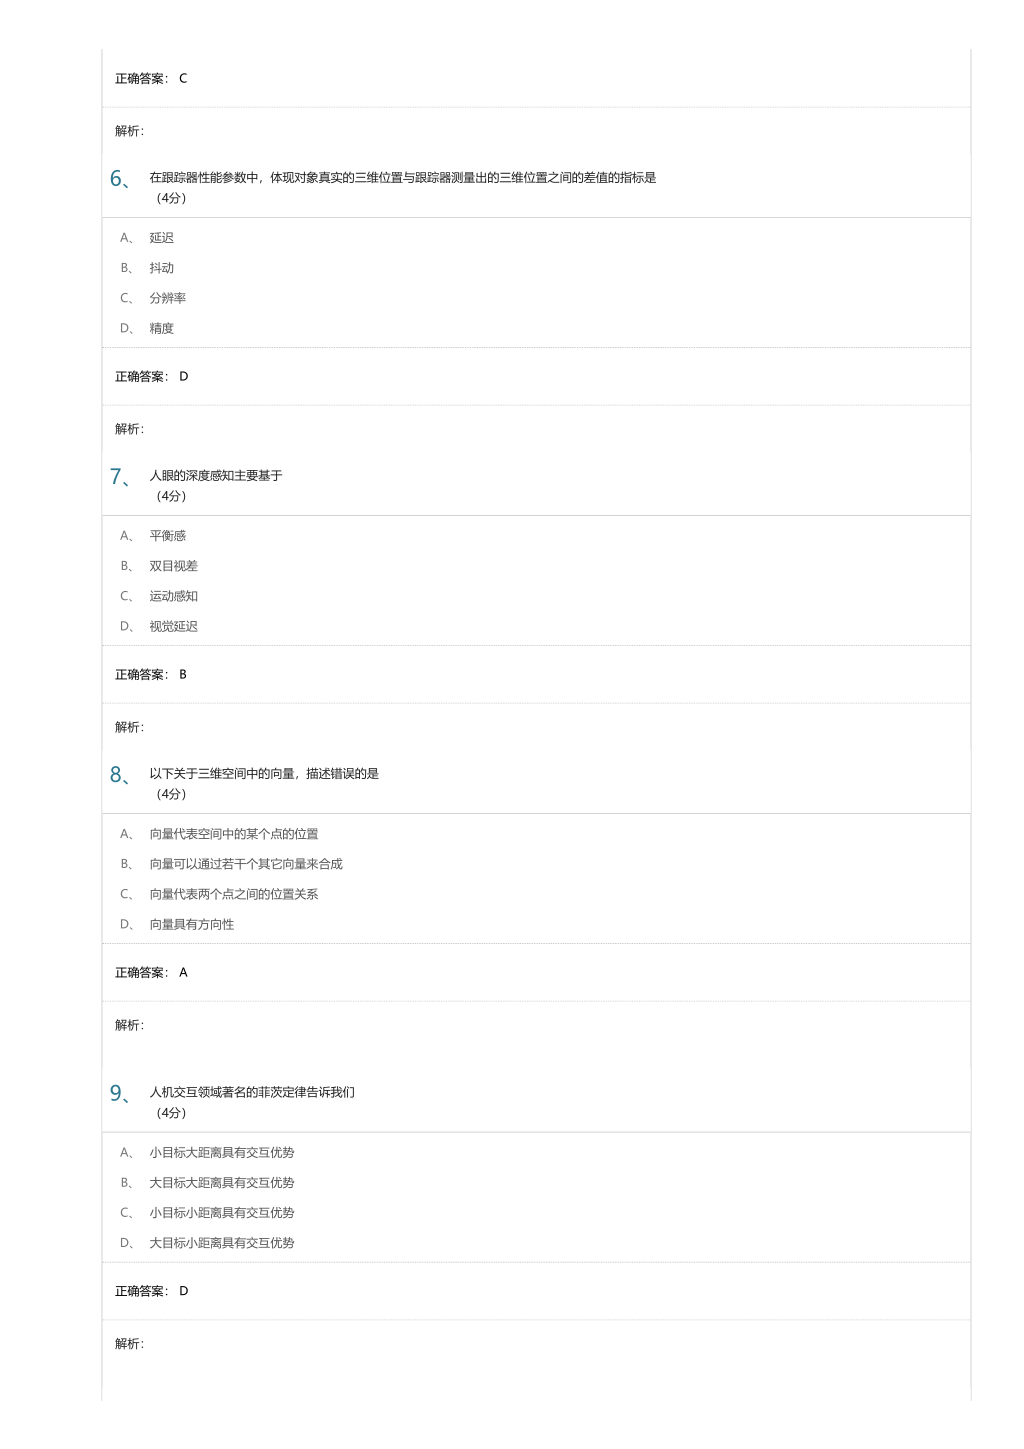 正确答案： C
解析：
6、 在跟踪器性能参数中，体现对象真实的三维位置与跟踪器测量出的三维位置之间的差值的指标是
（4分）
A、 延迟
B、 抖动
C、 分辨率
D、 精度
正确答案： D
解析：
7、 人眼的深度感知主要基于
（4分）
A、 平衡感
B、 双目视差
C、 运动感知
D、 视觉延迟
正确答案： B
解析：
8、 以下关于三维空间中的向量，描述错误的是
（4分）
A、 向量代表空间中的某个点的位置
B、 向量可以通过若干个其它向量来合成
C、 向量代表两个点之间的位置关系
D、 向量具有方向性
正确答案： A
解析：
9、 人机交互领域著名的菲茨定律告诉我们
（4分）
A、 小目标大距离具有交互优势
B、 大目标大距离具有交互优势
C、 小目标小距离具有交互优势
D、 大目标小距离具有交互优势
正确答案： D
解析：